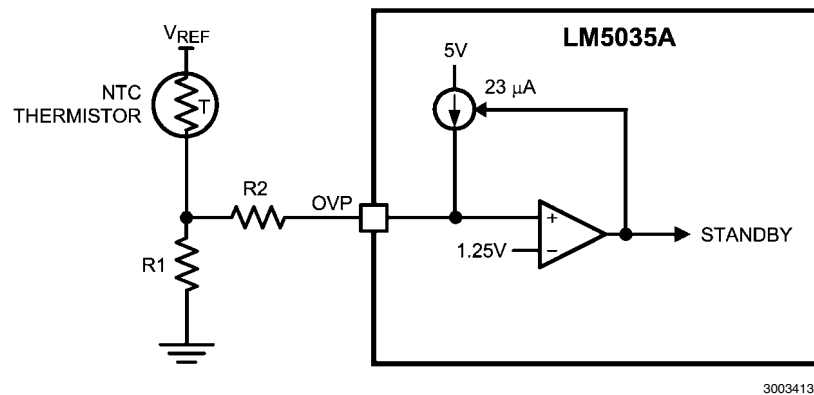 LM5035A
VREF
5V
NTC
THERMISTOR
T
23 μA
R2
OVP
+
1.25V
−
STANDBY
R1
3003413